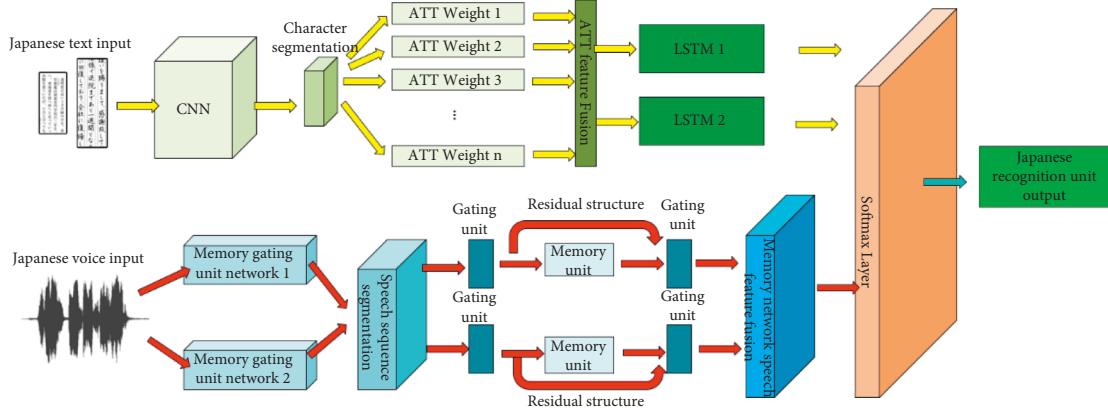 Japanese text input
CNN
Character
segmentation
ATT Weight 1
ATT Weight 2
ATT Weight 3
...
ATT Weight n
ATT feature Fusion
LSTM 1
LSTM 2
Softmax Layer
Japanese
recognition unit
output
Japanese voice input
Memory gating
unit network 1
Memory gating
unit network 2
Speech sequence
segmentation
Gating
unit
Gating
unit
Residual structure
Memory
unit
Gating
unit
Memory
unit
Gating
unit
Residual structure
Memory network speech
feature fusion